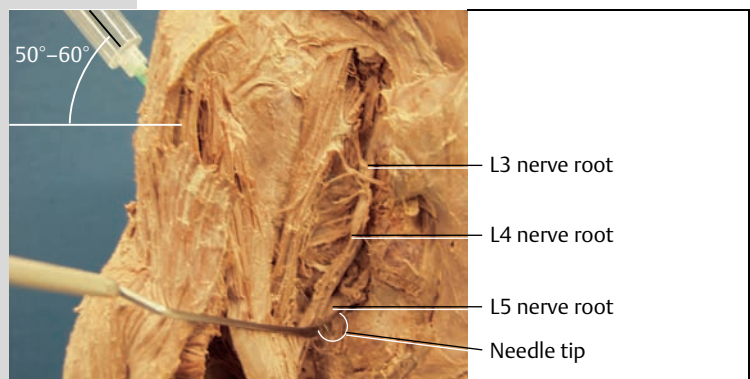 50°–60°
L3 nerve root
L4 nerve root
L5 nerve root
Needle tip